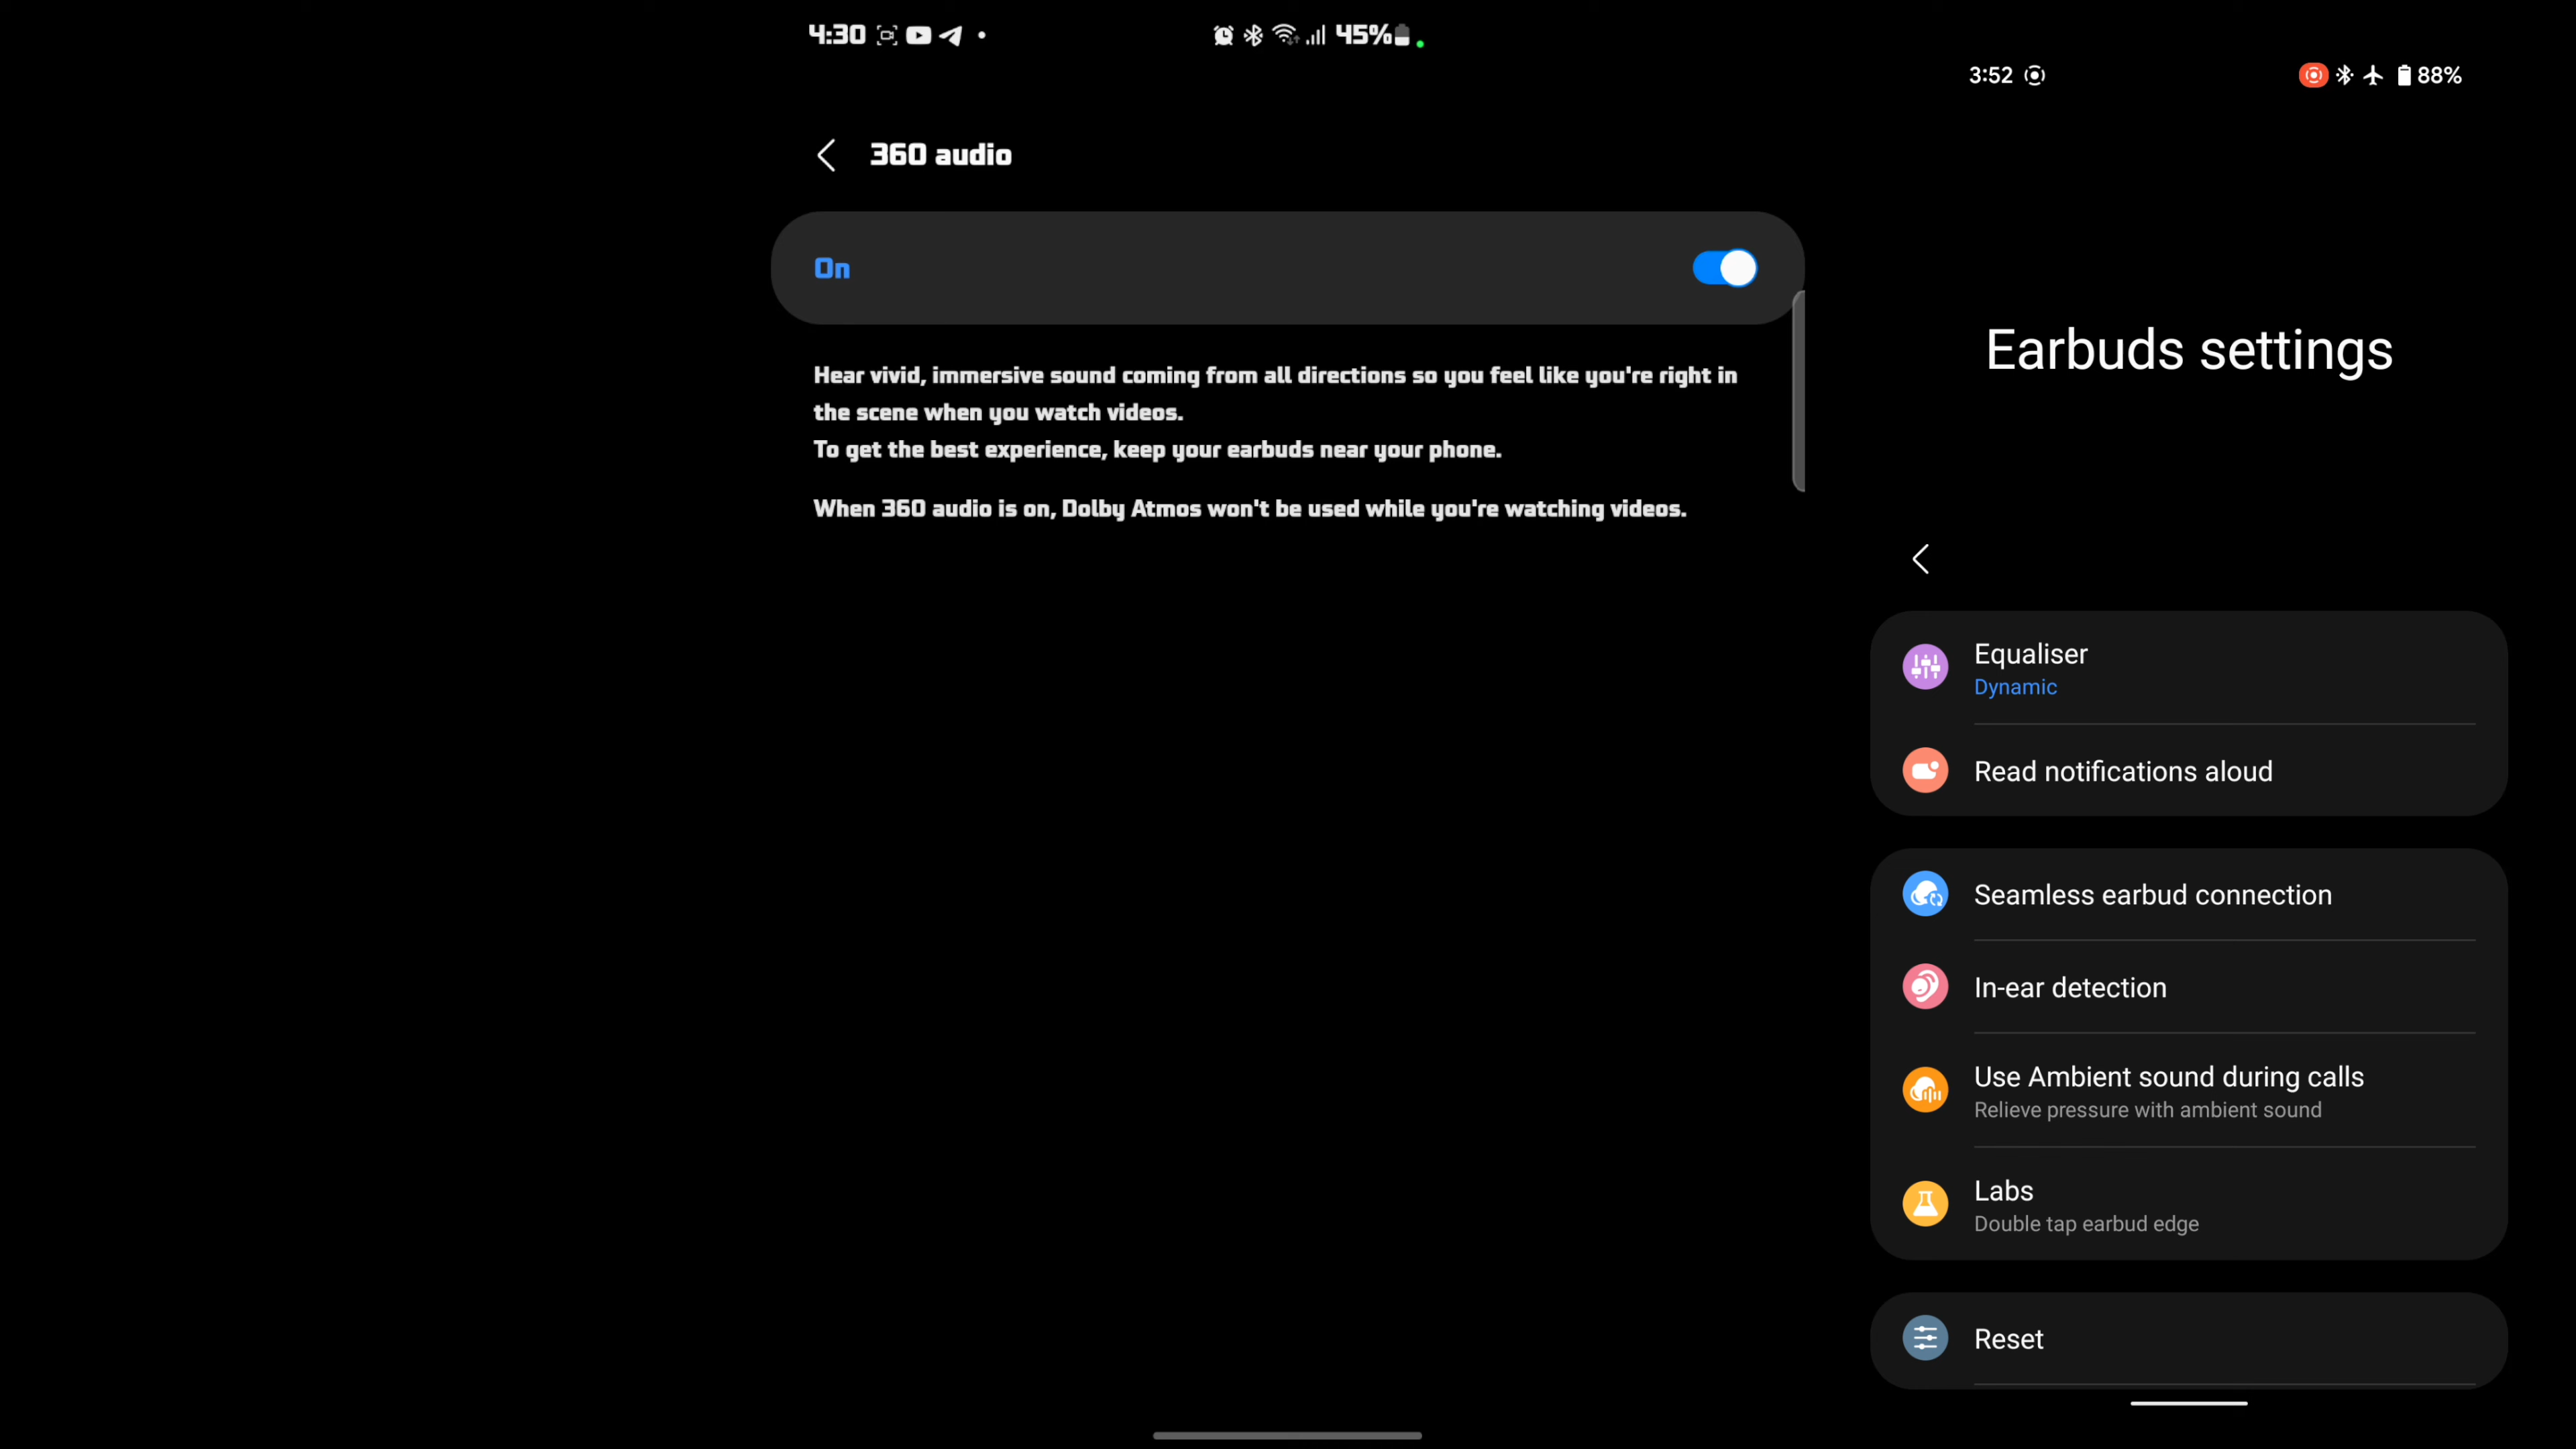 4:30
45%
360 audio
On
Hear vivid, immersive sound coming from all directions so you feel like you're right in
the scene when you watch videos.
To get the best experience, keep your earbuds near your phone.
When 360 audio is on, Dolby Atmos won't be used while you're watching videos.
3:52
88%
Earbuds settings
Equaliser
Dynamic
Read notifications aloud
Seamless earbud connection
In-ear detection
Use Ambient sound during calls
Relieve pressure with ambient sound
Labs
Double tap earbud edge
Reset